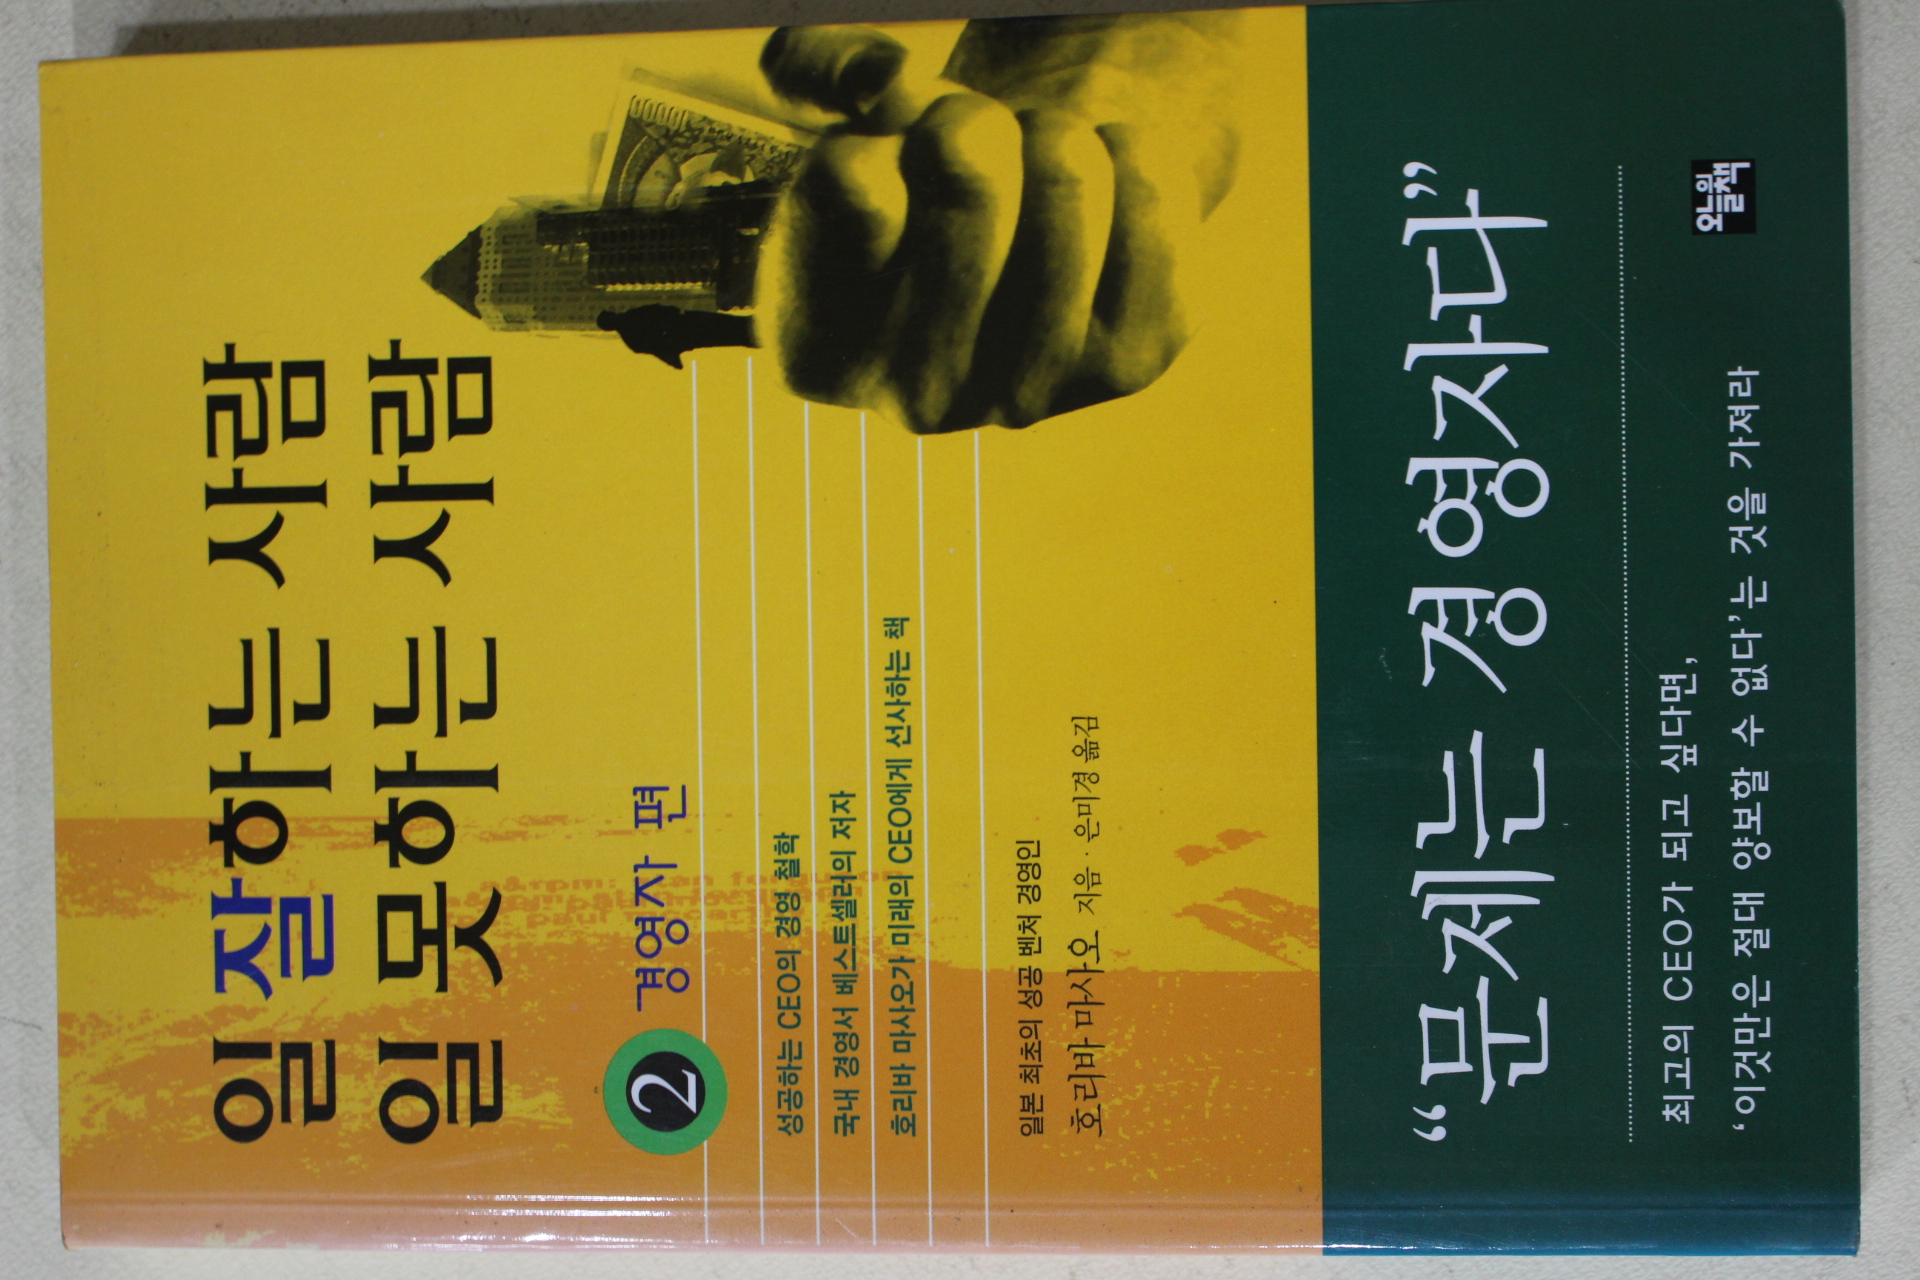 일 잘하는 사람
일 못하는 사람
2 경영자 편
성공하는 CEO의 경영 철학
국내 경영서 베스트셀러의 저자
호리바 마사오가 미래의 CEO에게 선사하는 책
일본 최초의 성공 벤처 경영인
호리바 마사오 지음 · 은미경 옮김
“문제는 경영자다”
최고의 CEO가 되고 싶다면,
‘이것만은 절대 양보할 수 없다’는 것을 가져라
오늘의책